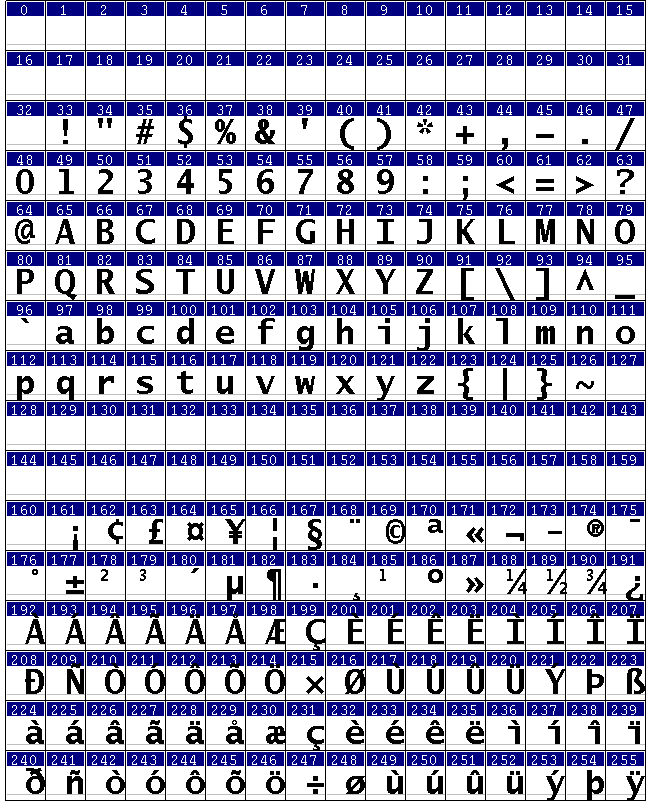 0 1 2 3 4 5 6 7 8 9 10 11 12 13 14 15
16 17 18 19 20 21 22 23 24 25 26 27 28 29 30 31
32 33 34 35 36 37 38 39 40 41 42 43 44 45 46 47
! " # $ % & ' ( ) * + , - . /
48 49 50 51 52 53 54 55 56 57 58 59 60 61 62 63
0 1 2 3 4 5 6 7 8 9 : ; < = > ?
64 65 66 67 68 69 70 71 72 73 74 75 76 77 78 79
@ A B C D E F G H I J K L M N O
80 81 82 83 84 85 86 87 88 89 90 91 92 93 94 95
P Q R S T U V W X Y Z [ \ ] ^ _
96 97 98 99 100 101 102 103 104 105 106 107 108 109 110 111
` a b c d e f g h i j k l m n o
112 113 114 115 116 117 118 119 120 121 122 123 124 125 126 127
p q r s t u v w x y z { | } ~
128 129 130 131 132 133 134 135 136 137 138 139 140 141 142 143
144 145 146 147 148 149 150 151 152 153 154 155 156 157 158 159
160 161 162 163 164 165 166 167 168 169 170 171 172 173 174 175
¡ ¢ £ ¤ ¥ ¦ § ¨ © ª « ¬ - ® ¯
176 177 178 179 180 181 182 183 184 185 186 187 188 189 190 191
° ± ² ³ ´ µ ¶ · ¸ ¹ º » ¼ ½ ¾ ¿
192 193 194 195 196 197 198 199 200 201 202 203 204 205 206 207
À Á Â Ã Ä Å Æ Ç È É Ê Ë Ì Í Î Ï
208 209 210 211 212 213 214 215 216 217 218 219 220 221 222 223
Ð Ñ Ò Ó Ô Õ Ö × Ø Ù Ú Û Ü Ý Þ ß
224 225 226 227 228 229 230 231 232 233 234 235 236 237 238 239
à á â ã ä å æ ç è é ê ë ì í î ï
240 241 242 243 244 245 246 247 248 249 250 251 252 253 254 255
ð ñ ò ó ô õ ö ÷ ø ù ú û ü ý þ ÿ